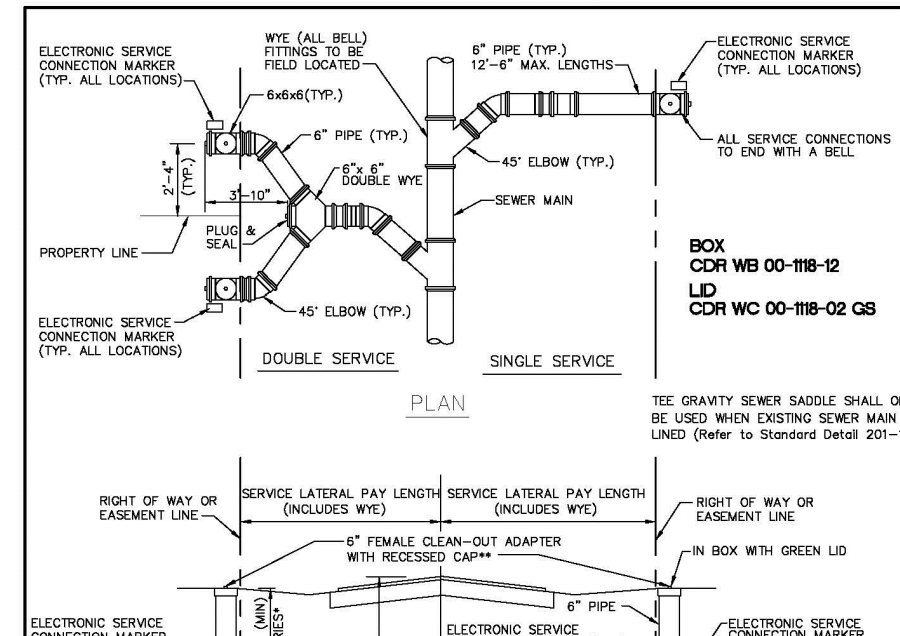 ELECTRONIC SERVICE
CONNECTION MARKER
(TYP. ALL LOCATIONS)
WYE (ALL BELL)
FITTINGS TO BE
FIELD LOCATED
6" PIPE (TYP.)
12'-6" MAX. LENGTHS
ELECTRONIC SERVICE
CONNECTION MARKER
(TYP. ALL LOCATIONS)
6x6x6(TYP.)
6" PIPE (TYP.)
ALL SERVICE CONNECTIONS
TO END WITH A BELL
45° ELBOW (TYP.)
6"x 6"
DOUBLE WYE
2'-4"
(TYP.)
3'-10"
SEWER MAIN
PLUG &
SEAL
PROPERTY LINE
BOX
CDR WB 00-1118-12
LID
CDR WC 00-1118-02 GS
45° ELBOW (TYP.)
ELECTRONIC SERVICE
CONNECTION MARKER
(TYP. ALL LOCATIONS)
DOUBLE SERVICE
SINGLE SERVICE
PLAN
TEE GRAVITY SEWER SADDLE SHALL
BE USED WHEN EXISTING SEWER MAIN
LINED (Refer to Standard Detail 201-
RIGHT OF WAY OR
EASEMENT LINE
SERVICE LATERAL PAY LENGTH
(INCLUDES WYE)
SERVICE LATERAL PAY LENGTH
(INCLUDES WYE)
RIGHT OF WAY OR
EASEMENT LINE
6" FEMALE CLEAN-OUT ADAPTER
WITH RECESSED CAP**
IN BOX WITH GREEN LID
(MIN)
6" PIPE
ELECTRONIC SERVICE
CONNECTION MARKER
ELECTRONIC SERVICE
ELECTRONIC SERVICE
CONNECTION MARKER